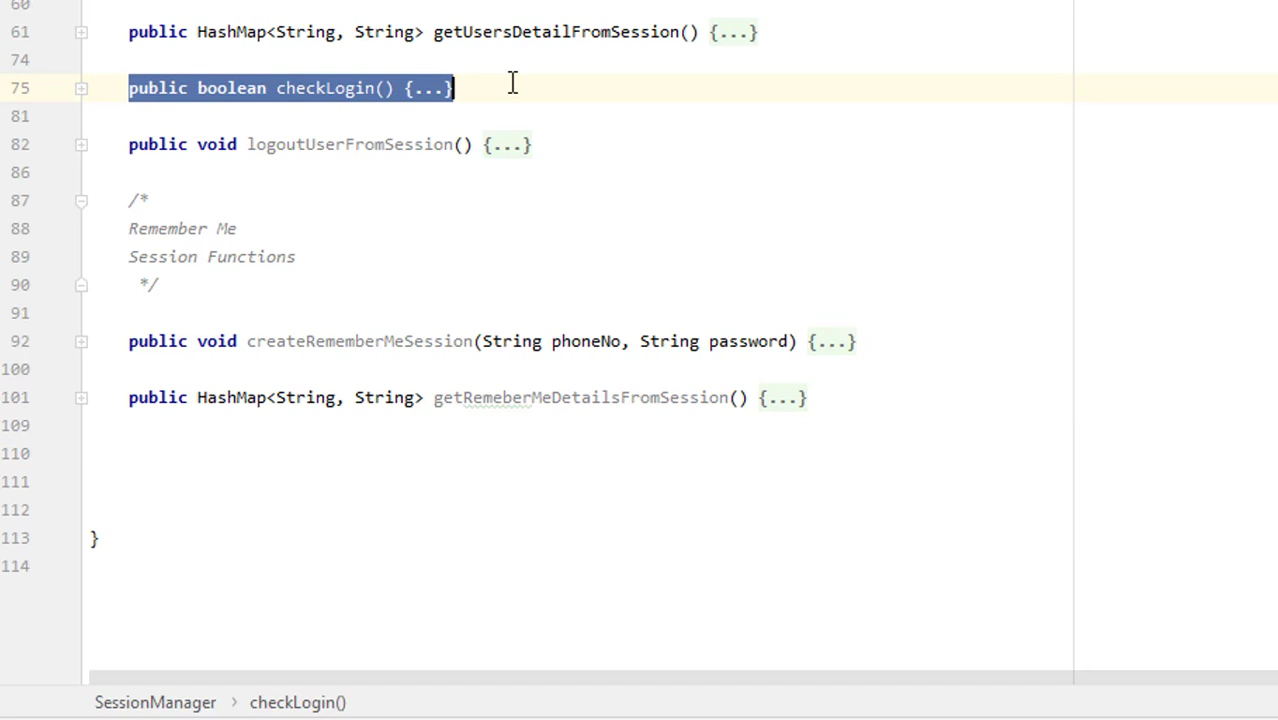 60
61 public HashMap<String, String> getUsersDetailFromSession() {...}
74
75 public boolean checkLogin() {...}
81
82 public void logoutUserFromSession() {...}
86
87 /*
88 Remember Me
89 Session Functions
90 */
91
92 public void createRememberMeSession(String phoneNo, String password) {...}
100
101 public HashMap<String, String> getRemeberMeDetailsFromSession() {...}
109
110
111
112
113 }
114
SessionManager › checkLogin()